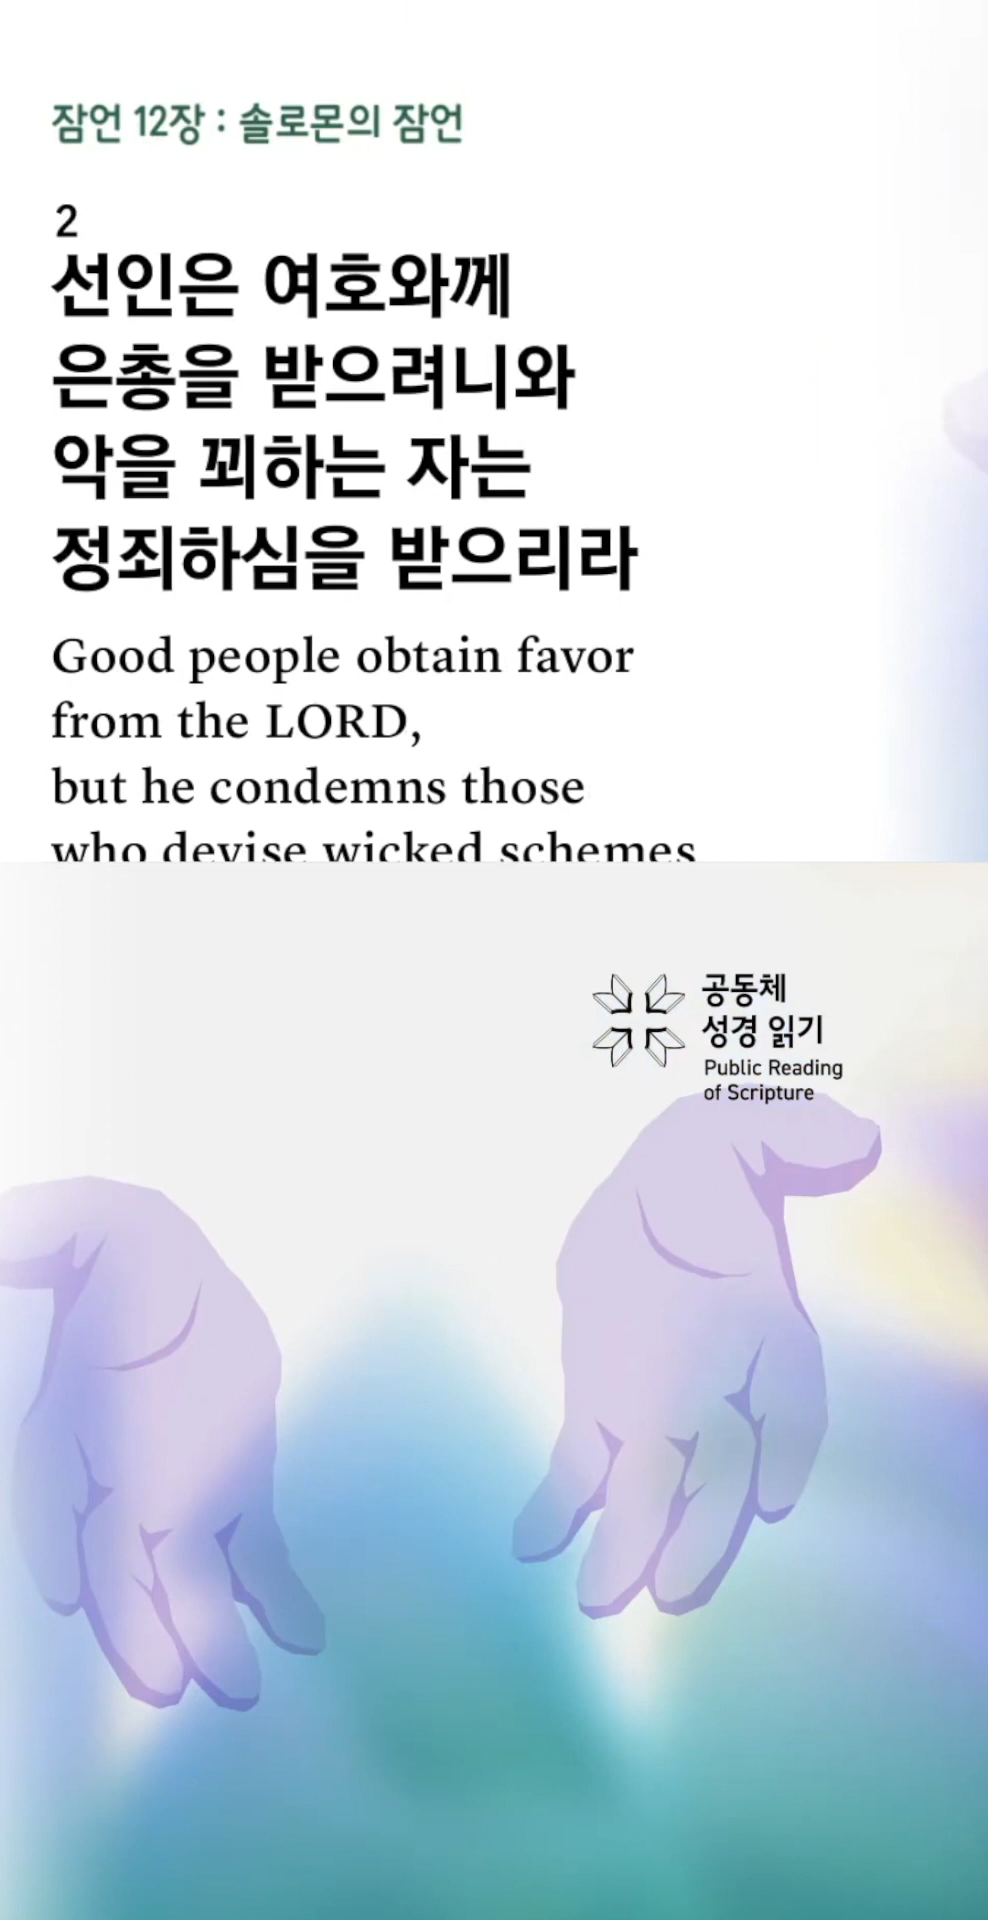 잠언 12장 : 솔로몬의 잠언
2
선인은 여호와께
은총을 받으려니와
악을 꾀하는 자는
정죄하심을 받으리라
Good people obtain favor
from the LORD,
but he condemns those
who devise wicked schemes
공동체
성경 읽기
Public Reading
of Scripture